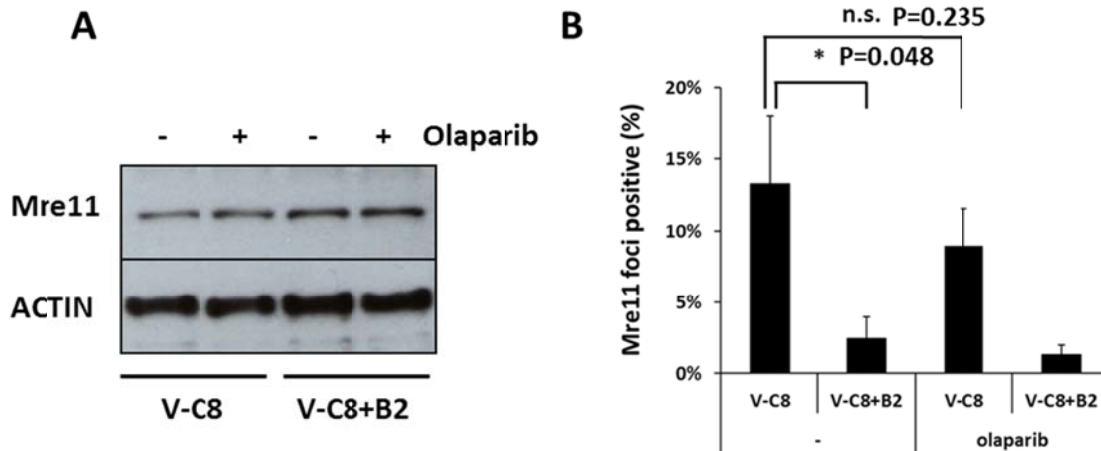 A
- + - + Olaparib
Mre11
ACTIN
V-C8 V-C8+B2
B
n.s. P=0.235
* P=0.048
Mre11 foci positive (%)
20%
15%
10%
5%
0%
V-C8 V-C8+B2 V-C8 V-C8+B2
- olaparib